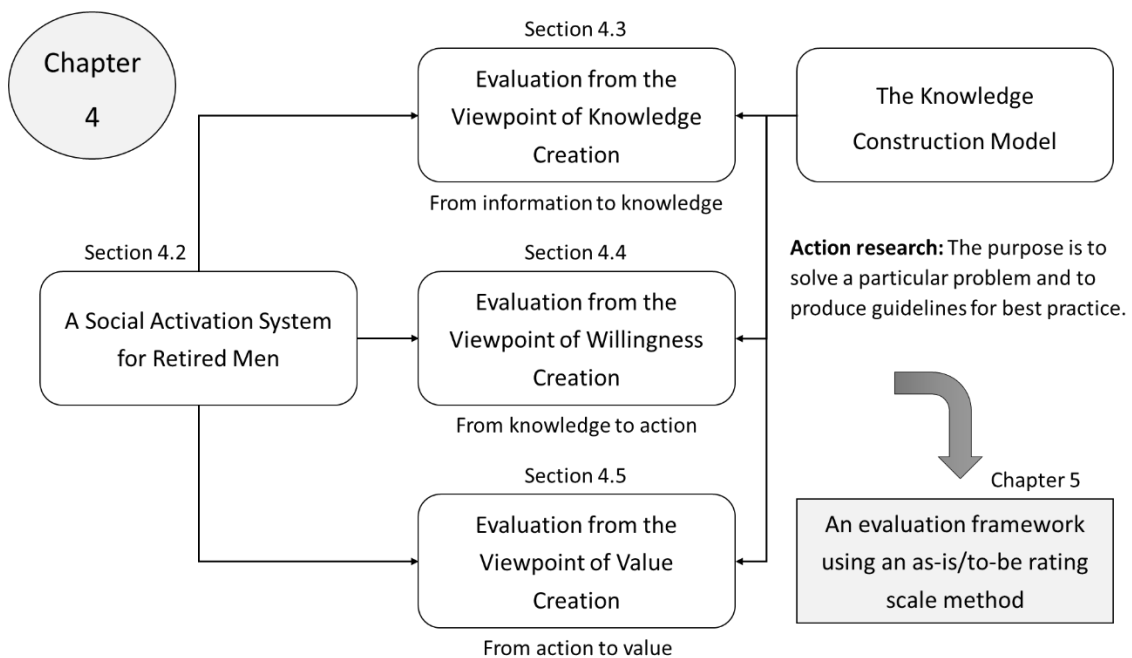 Chapter
4
Section 4.3
Evaluation from the
Viewpoint of Knowledge
Creation
From information to knowledge
The Knowledge
Construction Model
Section 4.2
A Social Activation System
for Retired Men
Section 4.4
Evaluation from the
Viewpoint of Willingness
Creation
From knowledge to action
Action research: The purpose is to
solve a particular problem and to
produce guidelines for best practice.
Section 4.5
Evaluation from the
Viewpoint of Value
Creation
From action to value
Chapter 5
An evaluation framework
using an as-is/to-be rating
scale method